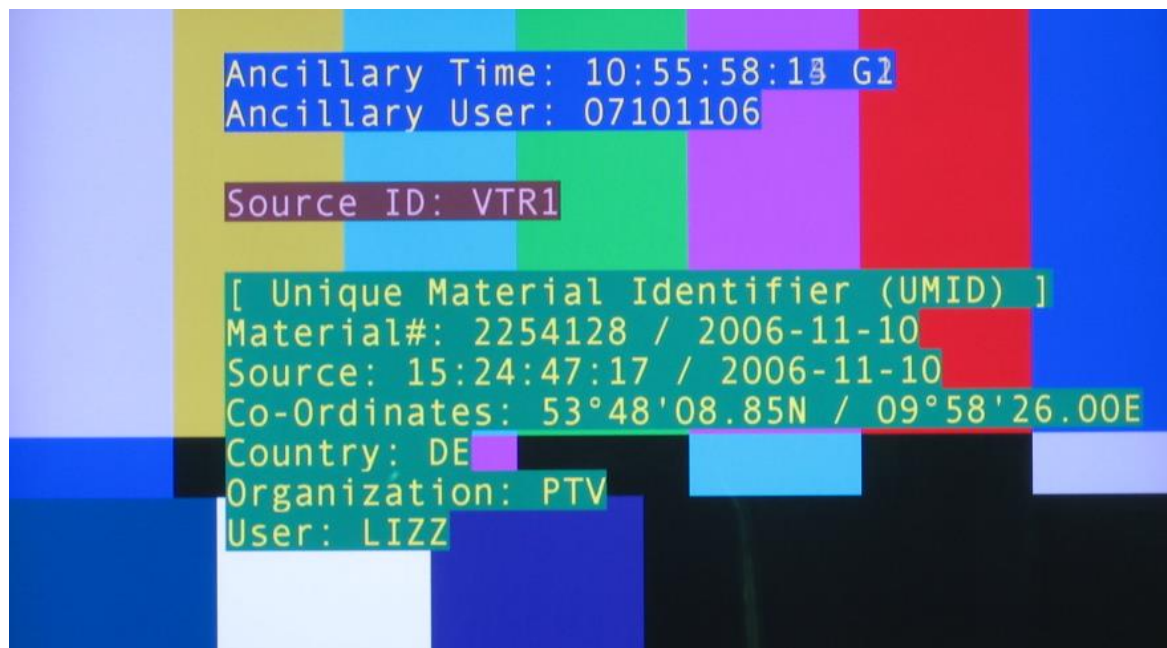 Ancillary Time: 10:55:58
Ancillary User: 07101106
Source ID: VTR1
[ Unique Material Identifier (UMID) ]
Material#: 2254128 / 2006-11-10
Source: 15:24:47:17 / 2006-11-10
Co-Ordinates: 53°48'08.85N / 09°58'26.00E
Country: DE
Organization: PTV
User: LIZZ